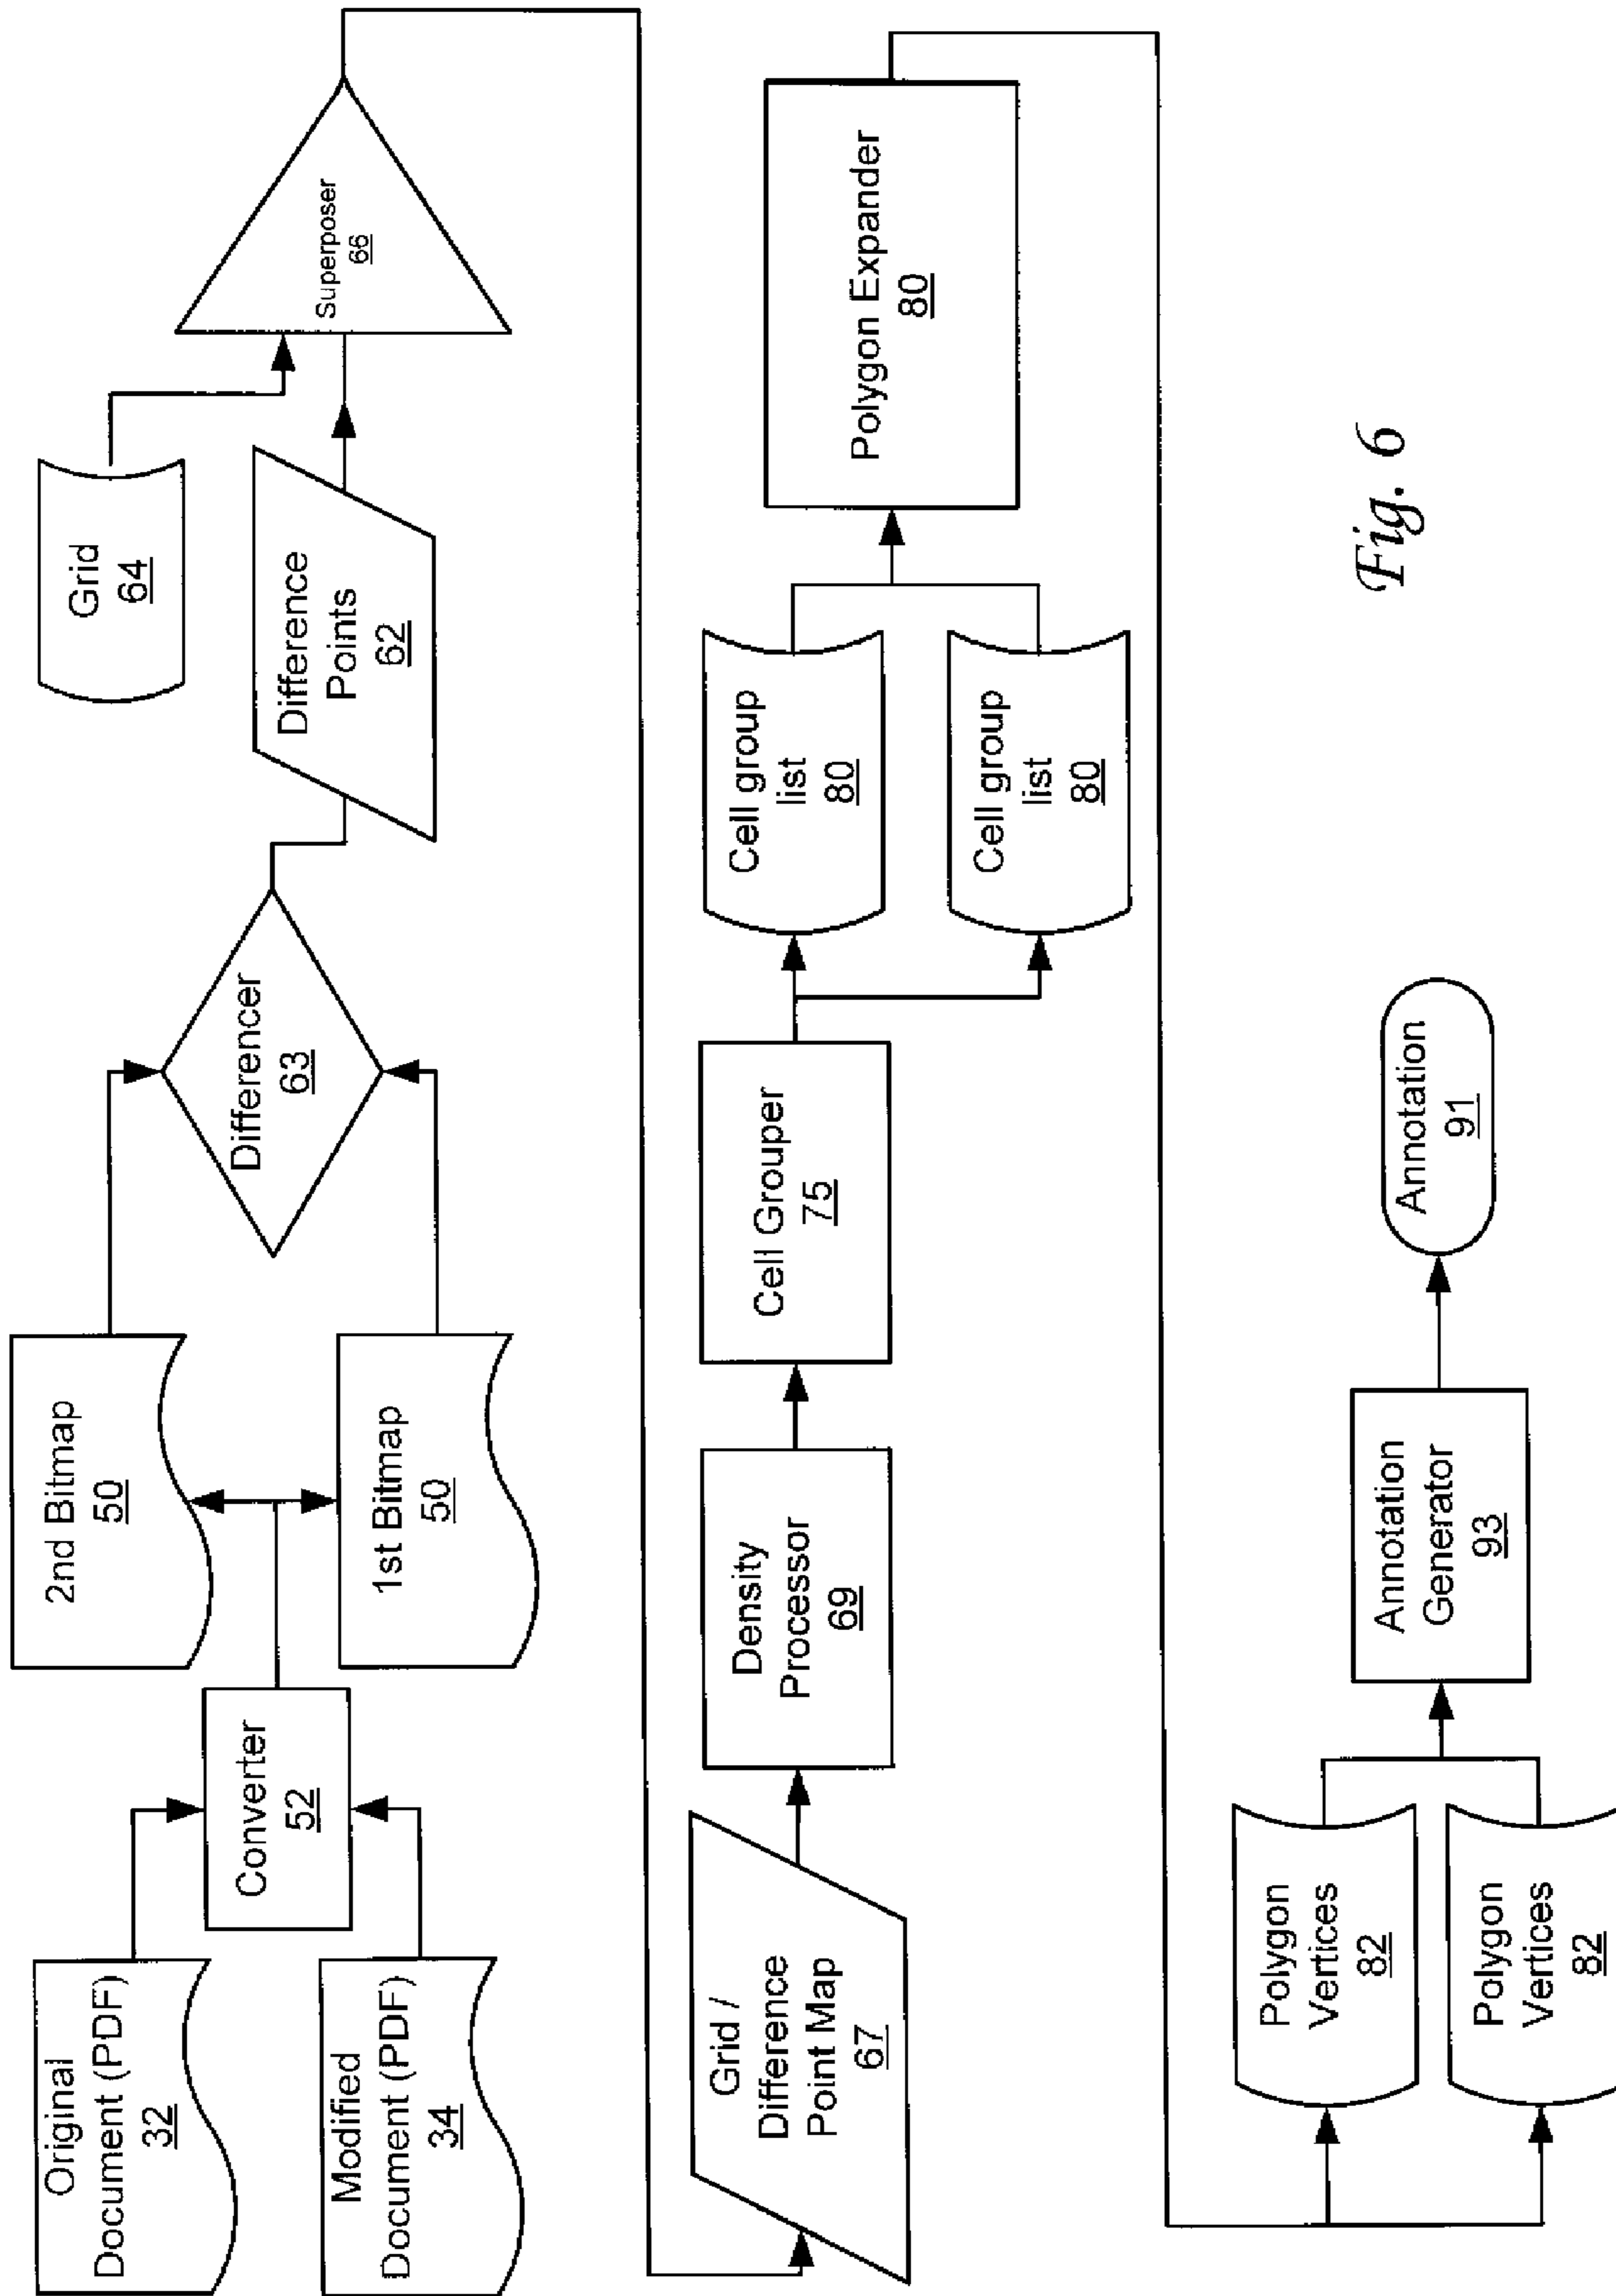 Original
Document (PDF)
32
Modified
Document (PDF)
34
Converter
52
2nd Bitmap
50
1st Bitmap
50
Differencer
63
Grid
64
Difference
Points
62
Superposer
66
Grid /
Difference
Point Map
67
Density
Processor
69
Cell Grouper
75
Cell group
list
80
Cell group
list
80
Polygon Expander
80
Polygon
Vertices
82
Polygon
Vertices
82
Annotation
Generator
93
Annotation
91
Fig. 6